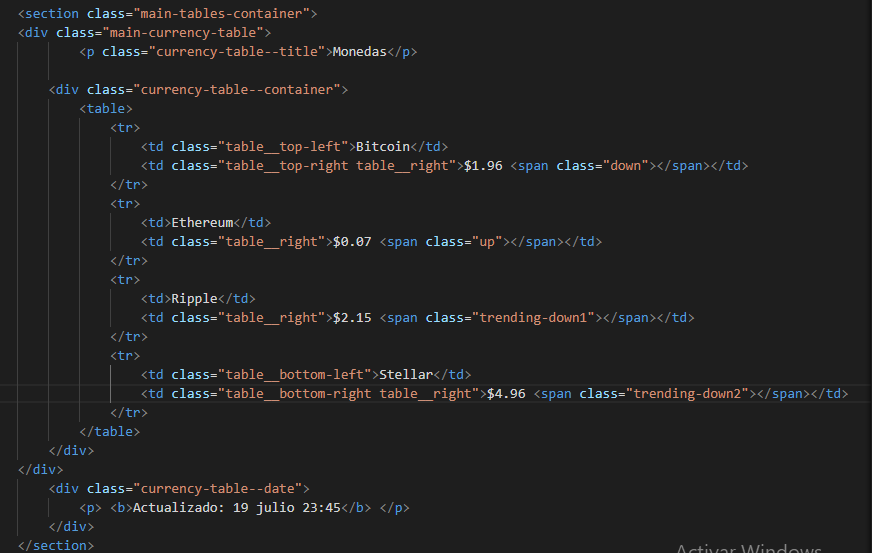 <section class="main-tables-container">
<div class="main-currency-table">
<p class="currency-table--title">Monedas</p>
<div class="currency-table--container">
<table>
<tr>
<td class="table__top-left">Bitcoin</td>
<td class="table__top-right table__right">$1.96 <span class="down"></span></td>
</tr>
<tr>
<td>Ethereum</td>
<td class="table__right">$0.07 <span class="up"></span></td>
</tr>
<tr>
<td>Ripple</td>
<td class="table__right">$2.15 <span class="trending-down1"></span></td>
</tr>
<tr>
<td class="table__bottom-left">Stellar</td>
<td class="table__bottom-right table__right">$4.96 <span class="trending-down2"></span></td>
</tr>
</table>
</div>
</div>
<div class="currency-table--date">
<p> <b>Actualizado: 19 julio 23:45</b> </p>
</div>
</section>
Activar Windows